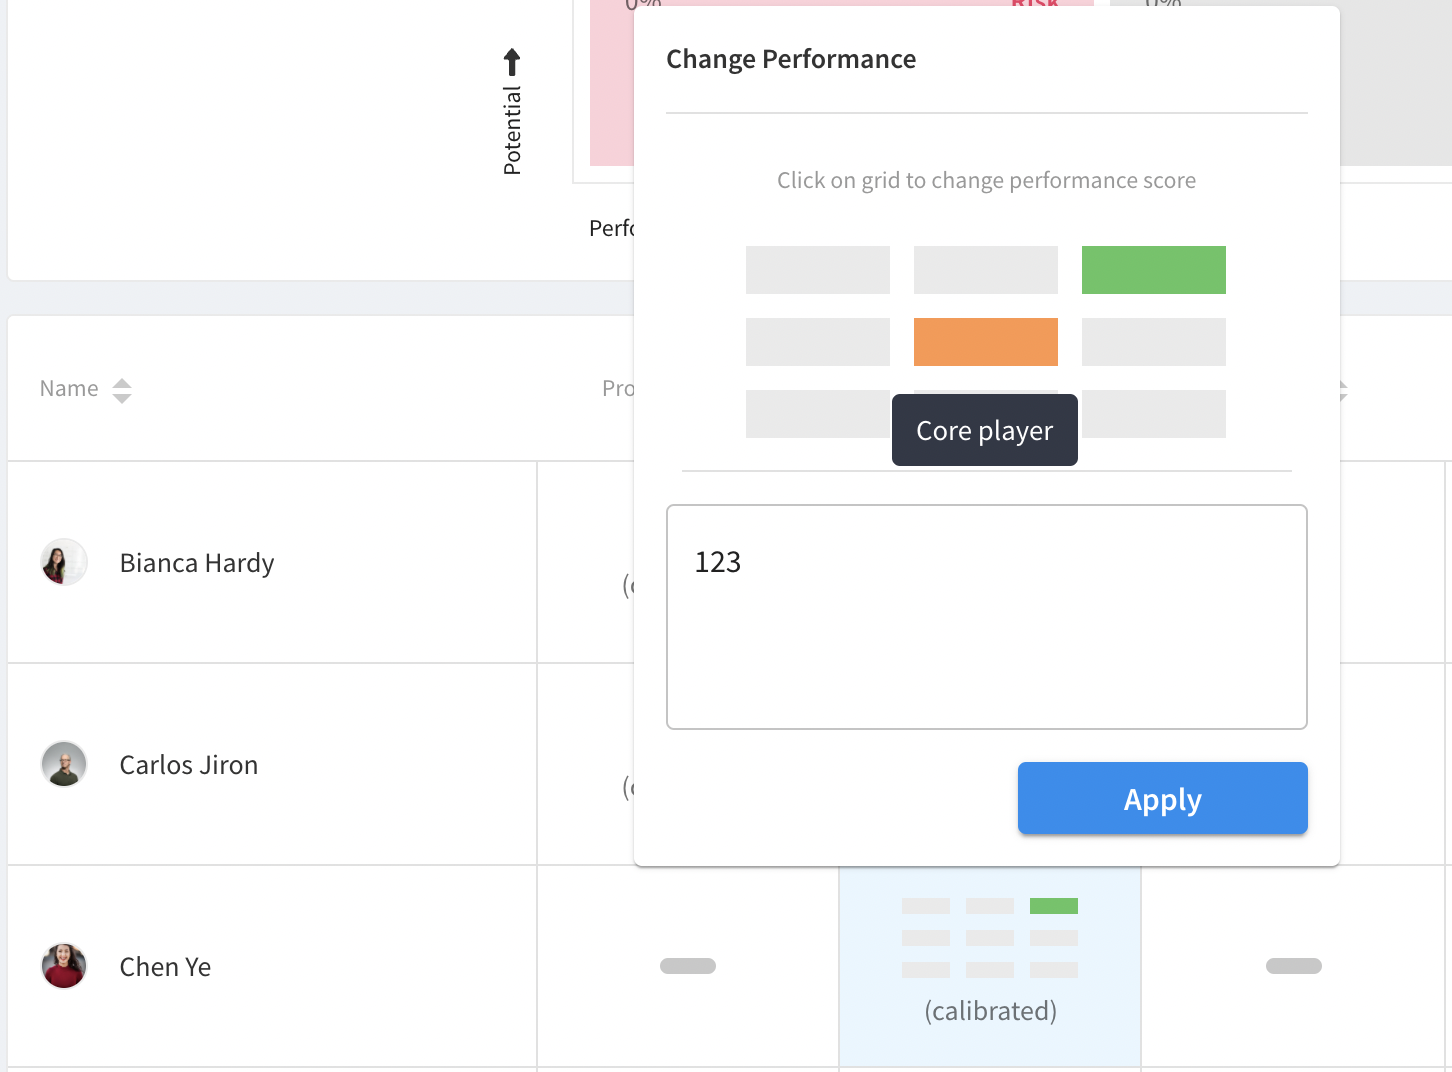 0%
RISK
0%
Change Performance
Potential
Click on grid to change performance score
Perfo
Name
Pro
Core player
Bianca Hardy
123
Carlos Jiron
Apply
Chen Ye
(calibrated)